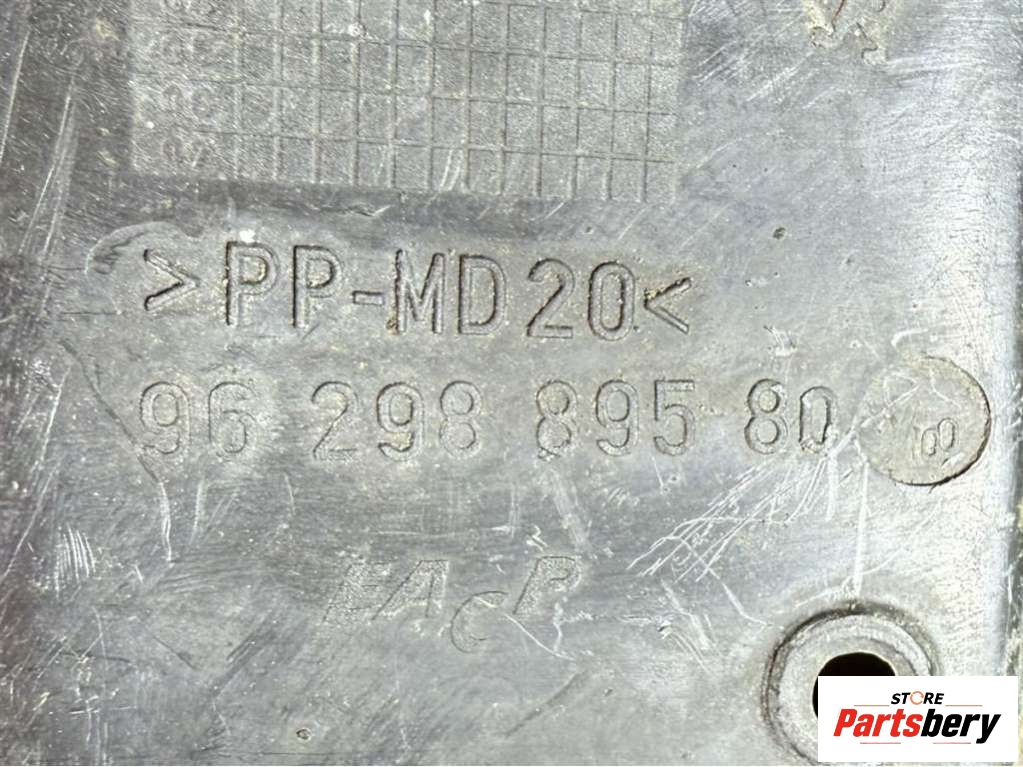 >PP-MD20<
96 298 895 80
STORE
Partsbery